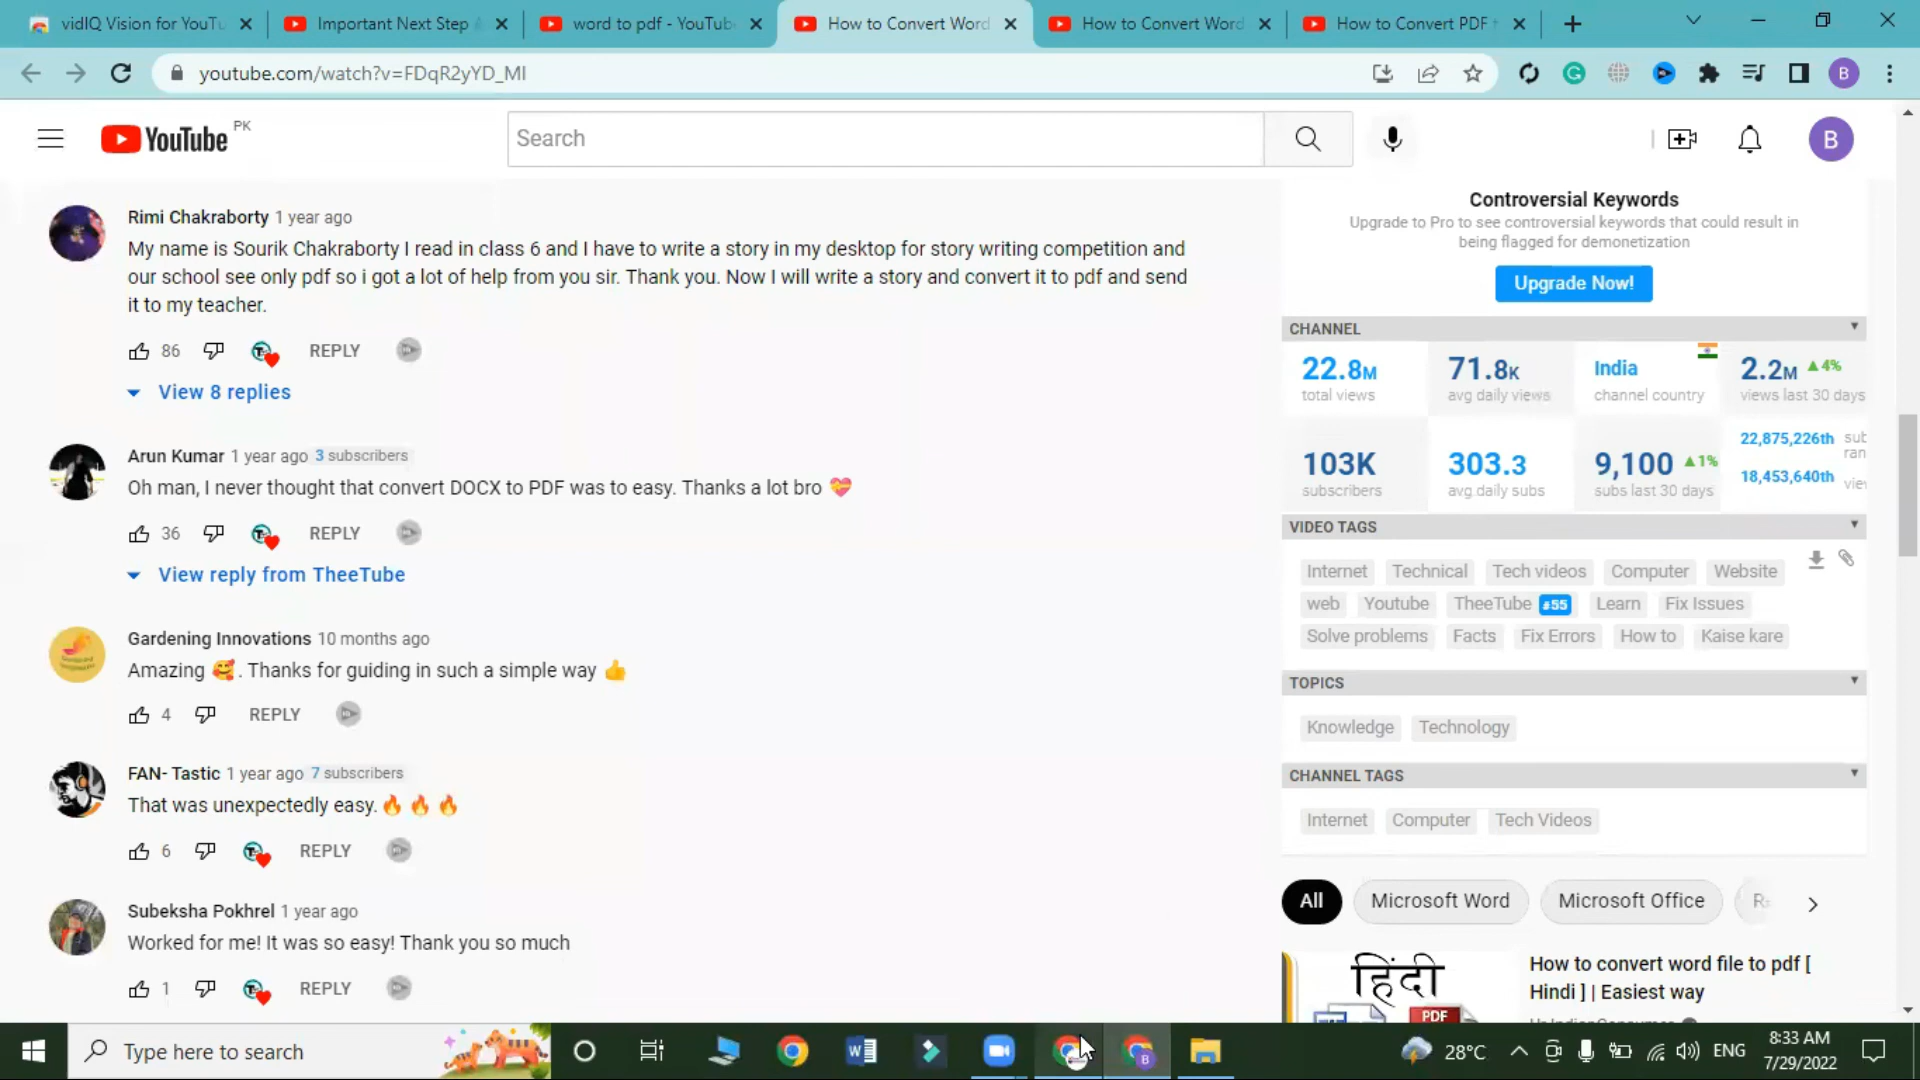 vidIQ Vision for YouTu
Important Next Step
word to pdf - YouTub
How to Convert Word
How to Convert Word
How to Convert PDF
youtube.com/watch?v=FDqR2yYD_MI
B
YouTube PK
Search
B
Rimi Chakraborty 1 year ago
My name is Sourik Chakraborty I read in class 6 and I have to write a story in my desktop for story writing competition and
our school see only pdf so i got a lot of help from you sir. Thank you. Now I will write a story and convert it to pdf and send
it to my teacher.
86 REPLY
View 8 replies
Arun Kumar 1 year ago 3 subscribers
Oh man, I never thought that convert DOCX to PDF was to easy. Thanks a lot bro 💝
36 REPLY
View reply from TheeTube
Gardening Innovations 10 months ago
Amazing 🥰. Thanks for guiding in such a simple way 👍
4 REPLY
FAN- Tastic 1 year ago 7 subscribers
That was unexpectedly easy.🔥🔥🔥
6 REPLY
Subeksha Pokhrel 1 year ago
Worked for me! It was so easy! Thank you so much
1 REPLY
Controversial Keywords
Upgrade to Pro to see controversial keywords that could result in
being flagged for demonetization
Upgrade Now!
CHANNEL
22.8M 71.8K India 2.2M ▲4%
total views avg daily views channel country views last 30 days
103K 303.3 9,100 ▲1% 22,875,226th sub ran
subscribers avg daily subs subs last 30 days 18,453,640th vie
VIDEO TAGS
Internet Technical Tech videos Computer Website
web Youtube TheeTube #55 Learn Fix Issues
Solve problems Facts Fix Errors How to Kaise kare
TOPICS
Knowledge Technology
CHANNEL TAGS
Internet Computer Tech Videos
All Microsoft Word Microsoft Office
हिंदी
PDF
How to convert word file to pdf [
Hindi ] | Easiest way
Type here to search
28°C ENG 8:33 AM
7/29/2022